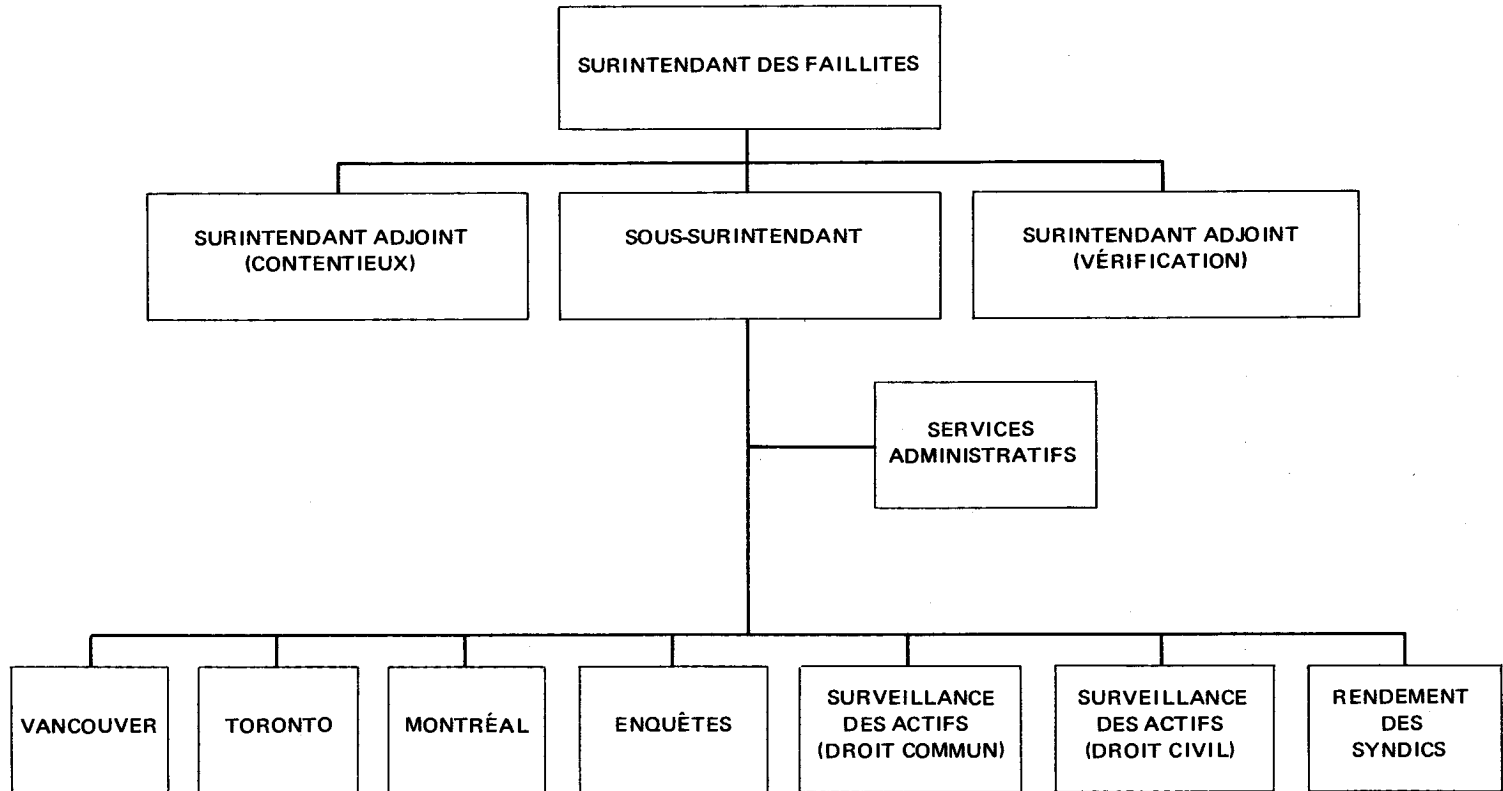 SURINTENDANT DES FAILLITES
SURINTENDANT ADJOINT
(CONTENTIEUX)
SOUS-SURINTENDANT
SURINTENDANT ADJOINT
(VÉRIFICATION)
SERVICES
ADMINISTRATIFS
VANCOUVER
TORONTO
MONTRÉAL
ENQUÊTES
SURVEILLANCE
DES ACTIFS
(DROIT COMMUN)
SURVEILLANCE
DES ACTIFS
(DROIT CIVIL)
RENDEMENT
DES
SYNDICS